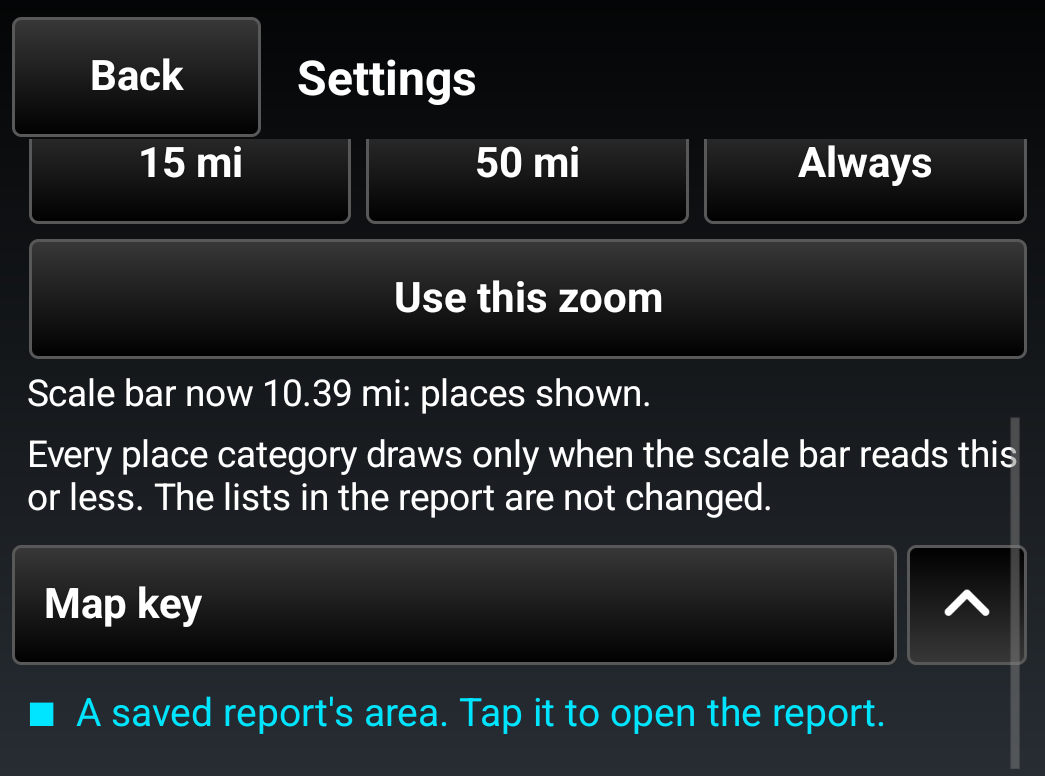 Back
Settings
15 mi
50 mi
Always
Use this zoom
Scale bar now 10.39 mi: places shown.
Every place category draws only when the scale bar reads this
or less. The lists in the report are not changed.
Map key
A saved report's area. Tap it to open the report.